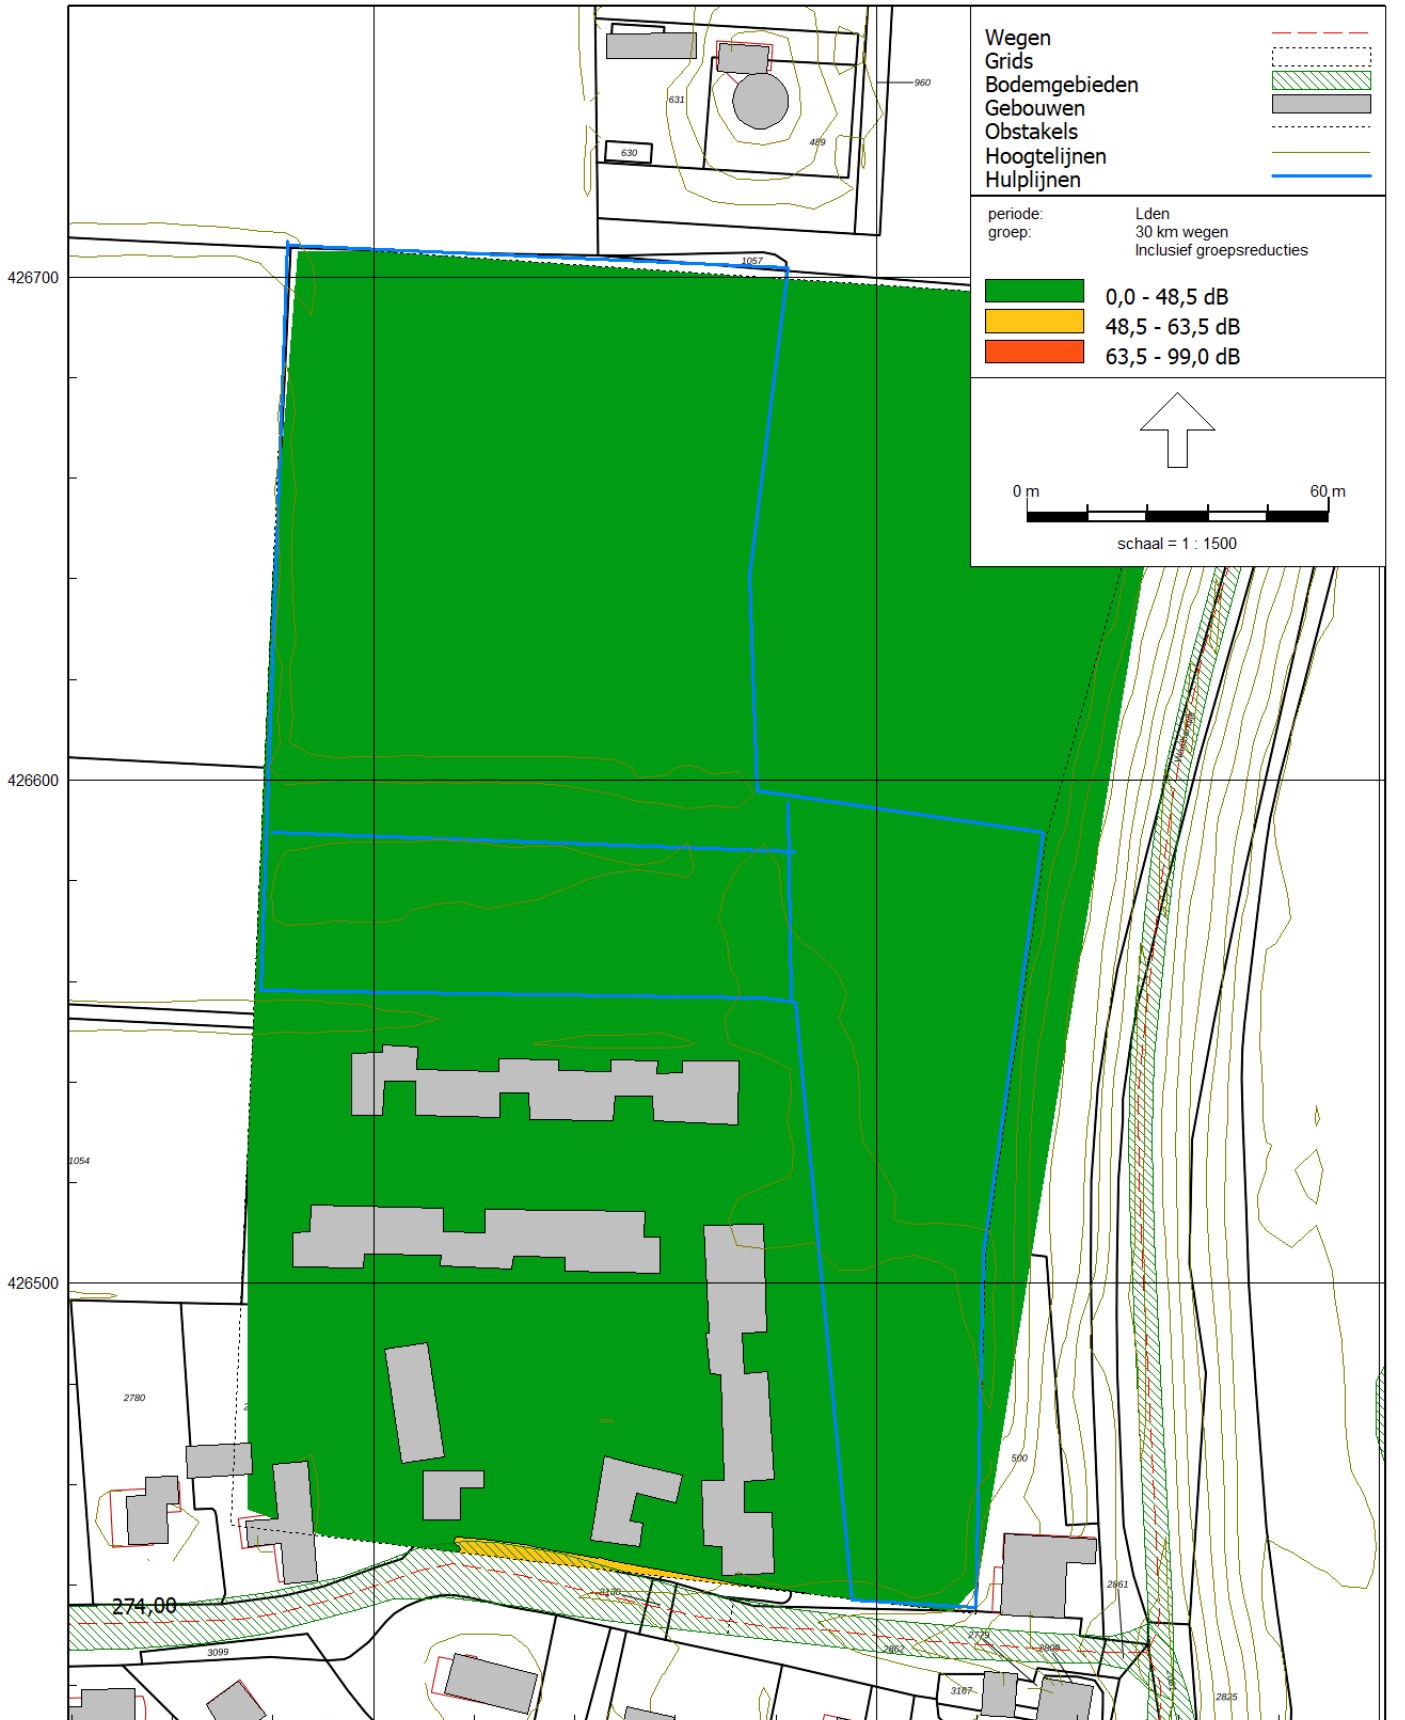 Wegen
Grids
Bodemgebieden
Gebouwen
Obstakels
Hoogtelijnen
Hulplijnen
periode: Lden
groep: 30 km wegen
Inclusief groepsreducties
0,0 - 48,5 dB
48,5 - 63,5 dB
63,5 - 99,0 dB
0 m 60 m
schaal = 1 : 1500
960
631
489
630
1057
426700
426600
1054
426500
2780
500
2861
3130
274,00
2779
2862
3099
3167
2825